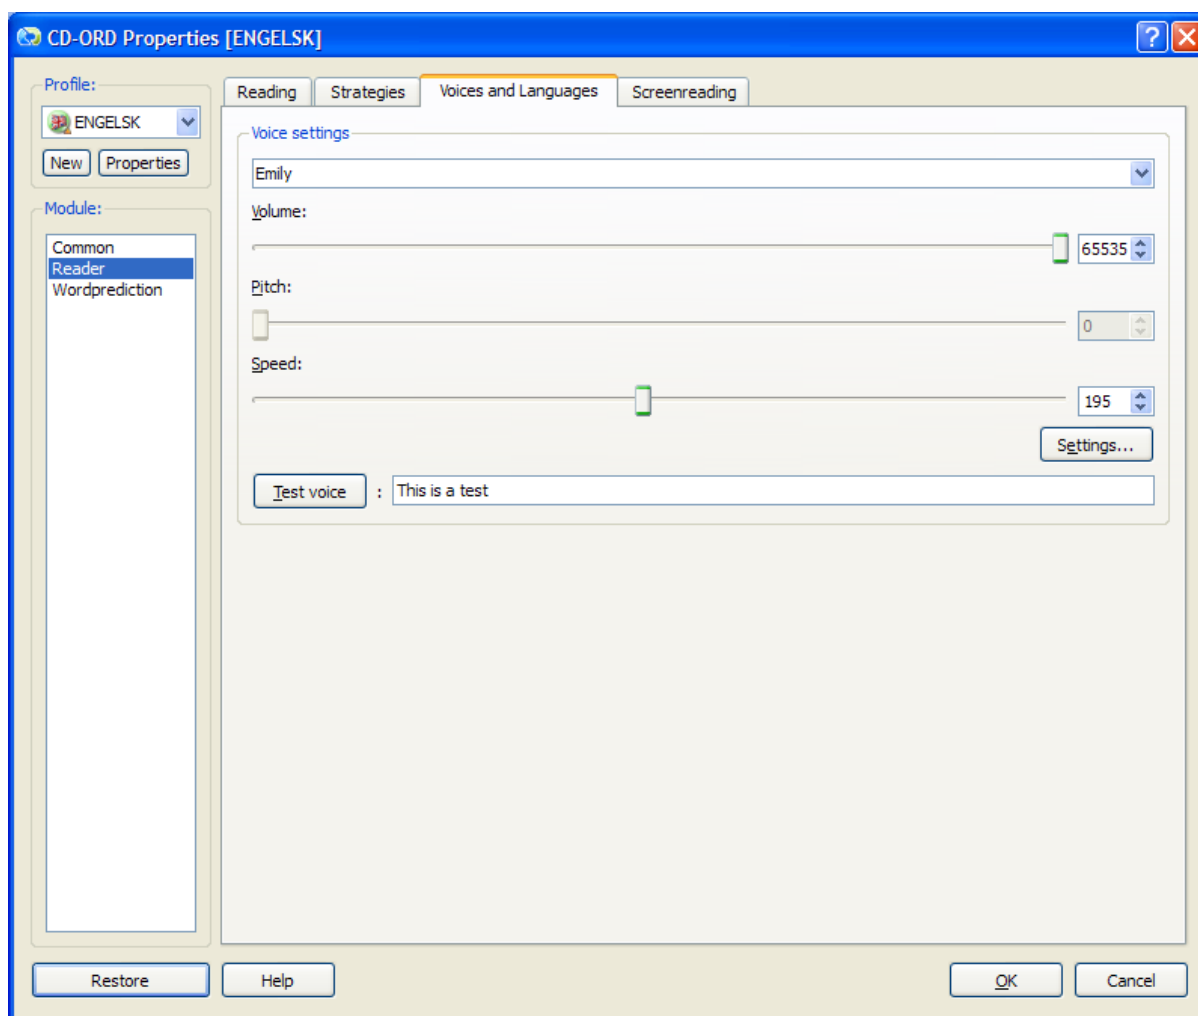 CD-ORD Properties [ENGELSK]
Profile:
ENGELSK
New Properties
Module:
Common
Reader
Wordprediction
Reading Strategies Voices and Languages Screenreading
Voice settings
Emily
Volume:
65535
Pitch:
0
Speed:
195
Settings...
Test voice : This is a test
Restore Help OK Cancel